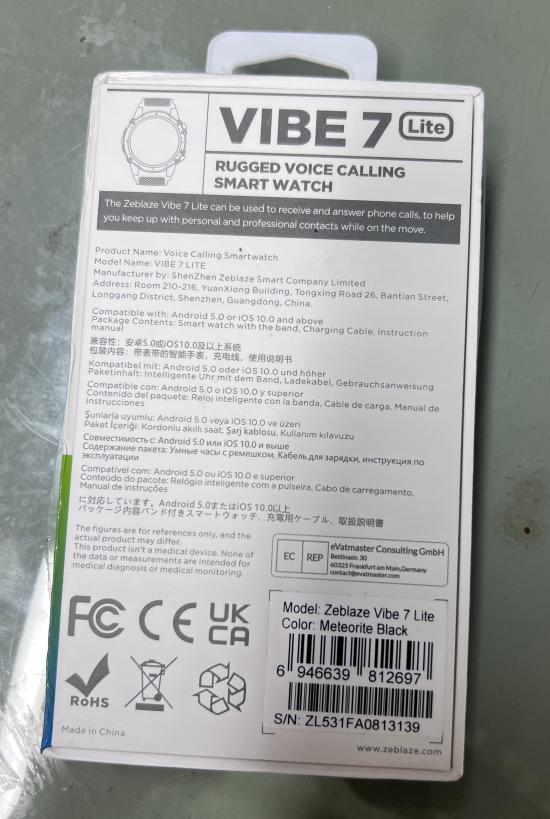 VIBE 7 Lite
RUGGED VOICE CALLING
SMART WATCH
The Zeblaze Vibe 7 Lite can be used to receive and answer phone calls, to help
you keep up with personal and professional contacts while on the move.
Product Name: Voice Calling Smartwatch
Model Name: VIBE 7 LITE
Manufacturer by: ShenZhen Zeblaze Smart Company Limited
Address: Room 210-216, YuanXiong Building, Tongxing Road 26, Bantian Street,
Longgang District, Shenzhen, Guangdong, China.
Compatible with: Android 5.0 or iOS 10.0 and above
Package Contents: Smart watch with the band, Charging Cable, Instruction
manual
兼容性：安卓5.0或iOS10.0及以上系统
包装内容：带表带的智能手表，充电线，使用说明书
Kompatibel mit: Android 5.0 oder iOS 10.0 und höher
Paketinhalt: Intelligente Uhr mit dem Band, Ladekabel, Gebrauchsanweisung
Compatible con: Android 5.0 o iOS 10.0 y superior
Contenido del paquete: Reloj inteligente con la banda, Cable de carga, Manual de
instrucciones
Şunlarla uyumlu: Android 5.0 veya iOS 10.0 ve üzeri
Paket İçeriği: Kordonlu akıllı saat, Şarj kablosu, Kullanım kılavuzu
Совместимость с: Android 5.0 или iOS 10.0 и выше
Содержание пакета: Умные часы с ремешком, Кабель для зарядки, инструкция по
эксплуатации
Compatível com: Android 5.0 ou iOS 10.0 e superior
Conteúdo do pacote: Relógio inteligente com a pulseira, Cabo de carregamento,
Manual de instruções
に対応しています。Android 5.0またはiOS 10.0以上
パッケージ内容バンド付きスマートウォッチ、充電用ケーブル、取扱説明書
The figures are for references only, and the
actual product may differ.
This product isn't a medical device. None of
the data or measurements are intended for
medical diagnosis or medical monitoring.
EC REP
eVatmaster Consulting GmbH
Bettinastr. 30
60325 Frankfurt am Main,Germany
contact@evatmaster.com
FC CE UK
CA
RoHS
Model: Zeblaze Vibe 7 Lite
Color: Meteorite Black
6 946639 812697
S/N: ZL531FA0813139
Made in China
www.zeblaze.com